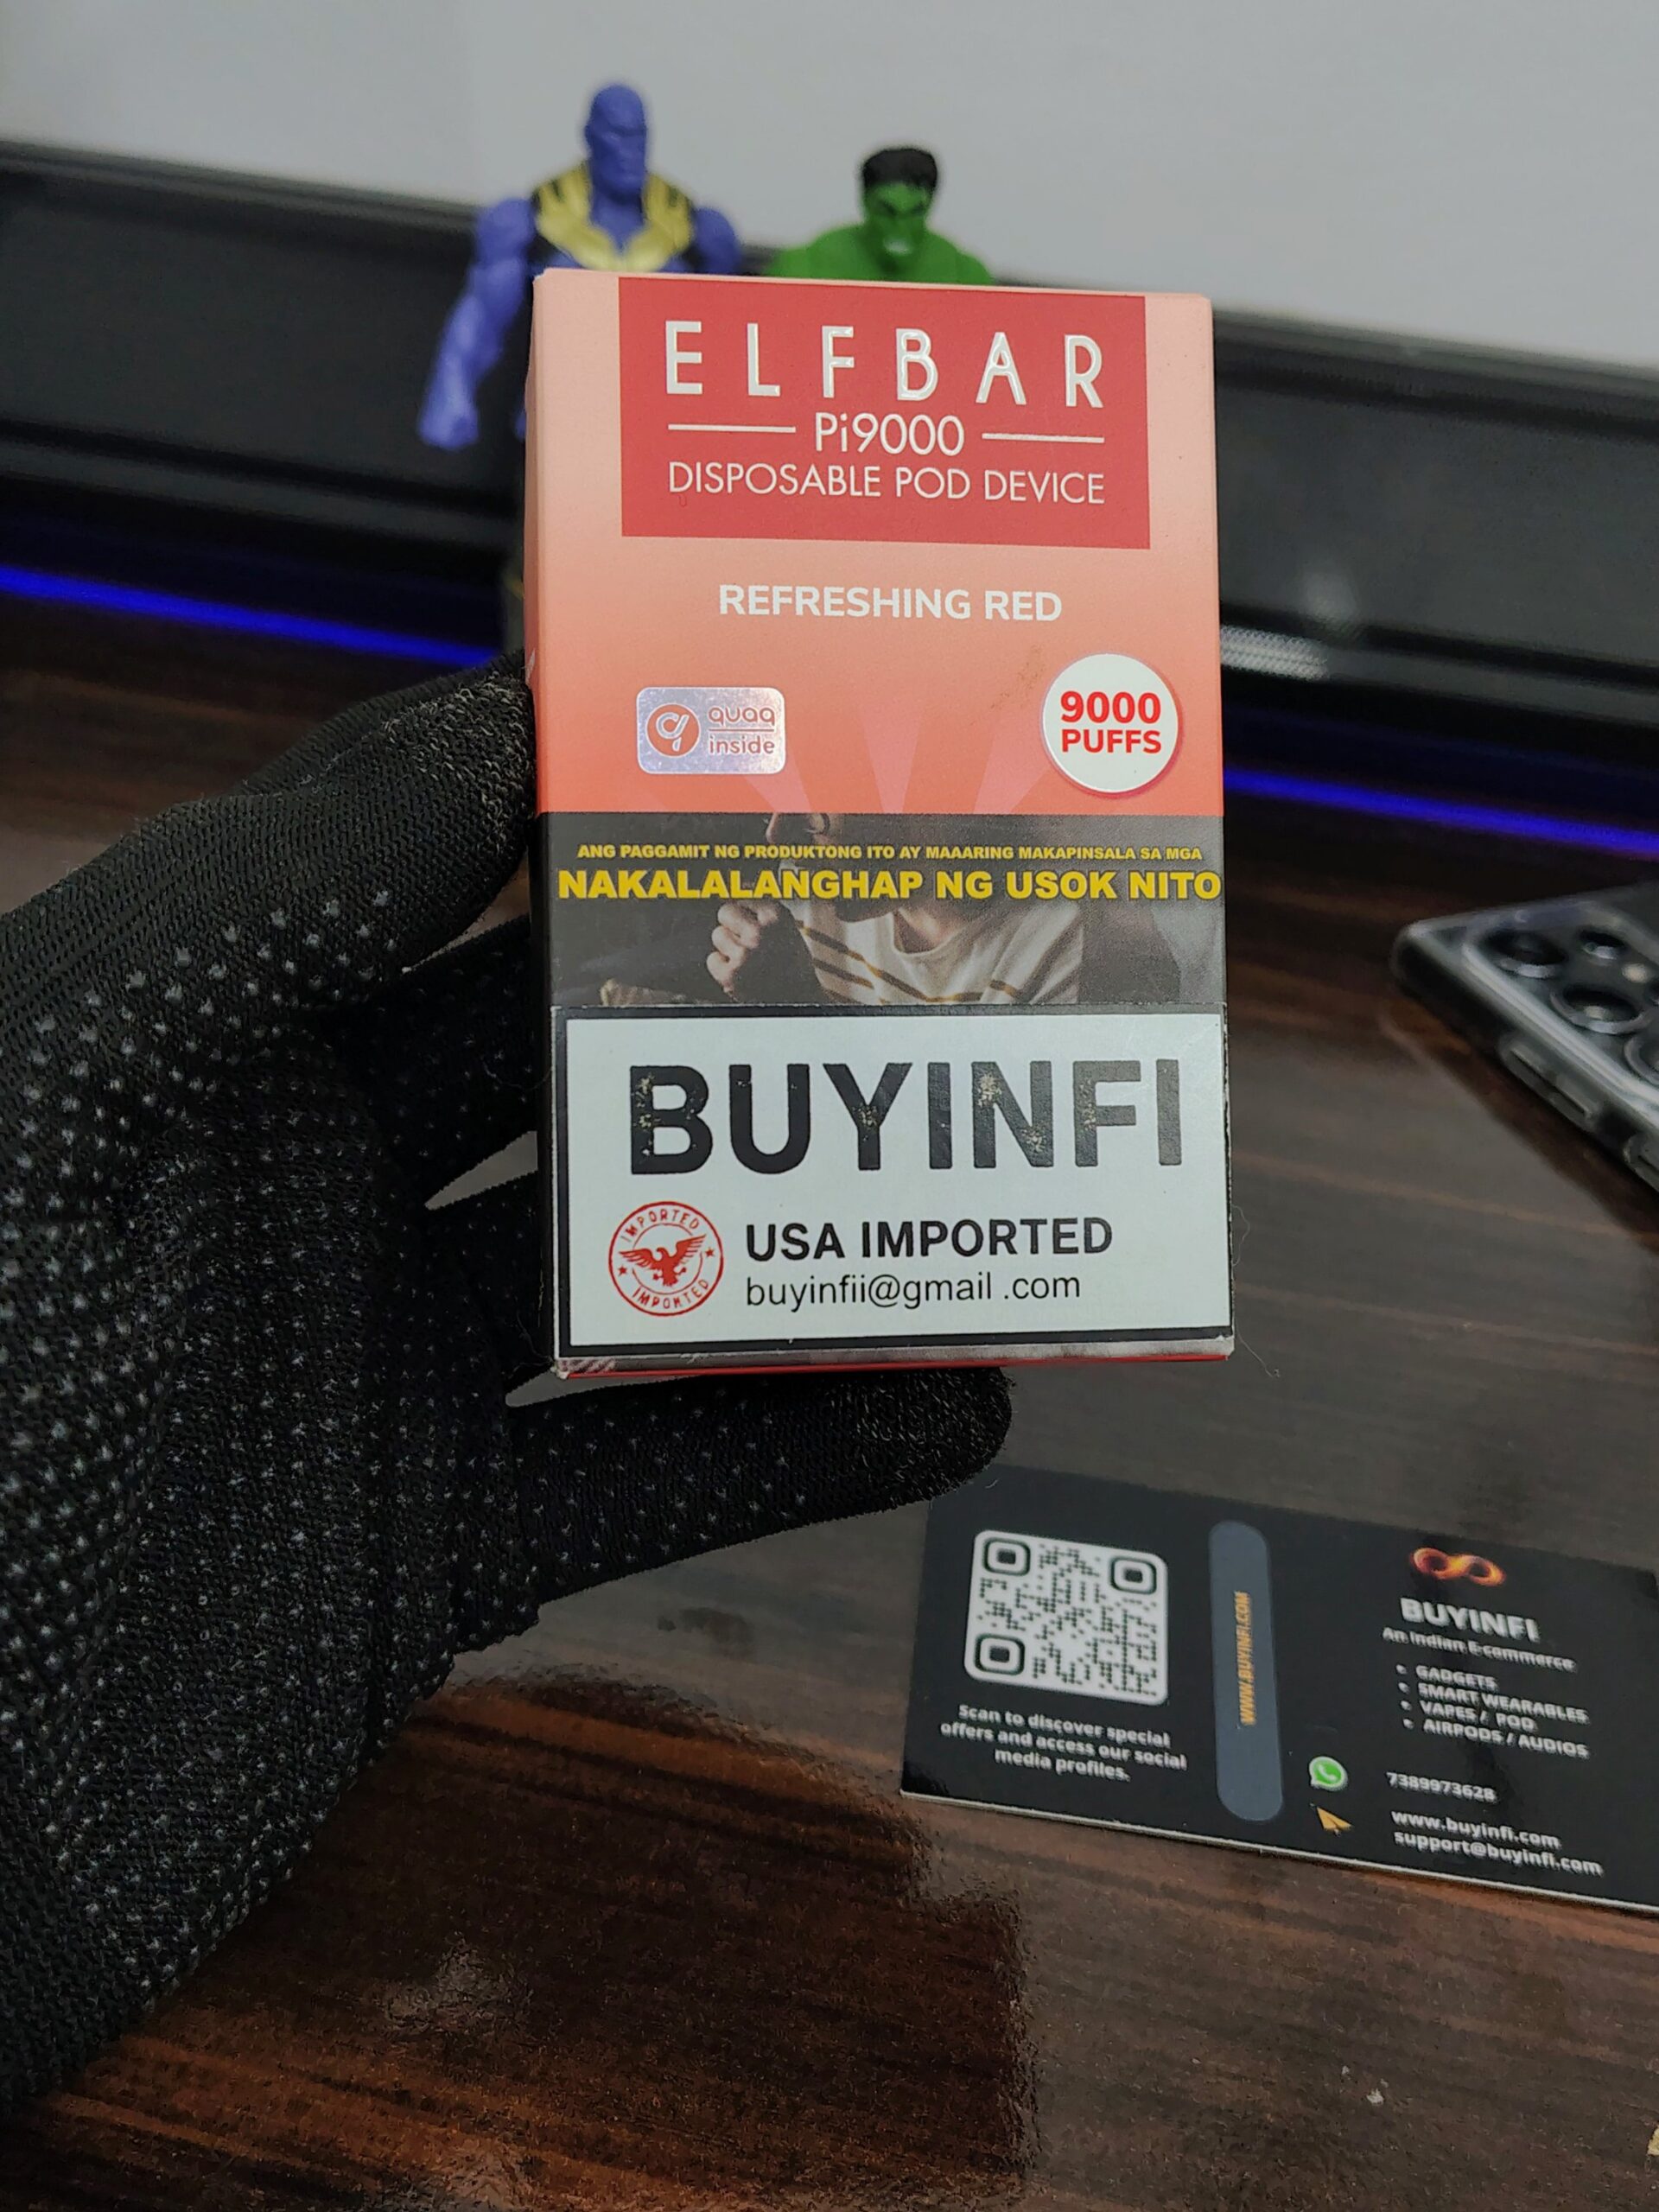 ELFBAR
Pi9000
DISPOSABLE POD DEVICE
REFRESHING RED
quaq
inside
9000
PUFFS
ANG PAGGAMIT NG PRODUKTONG ITO AY MAAARING MAKAPINSALA SA MGA
NAKALALANGHAP NG USOK NITO
BUYINFI
IMPORTED
IMPORTED
USA IMPORTED
buyinfii@gmail .com
Scan to discover special
offers and access our social
media profiles.
WWW.BUYINFI.COM
BUYINFI
An Indian E-commerce
• GADGETS
• SMART WEARABLES
• VAPES / POD
• AIRPODS / AUDIOS
7389973628
www.buyinfi.com
support@buyinfi.com